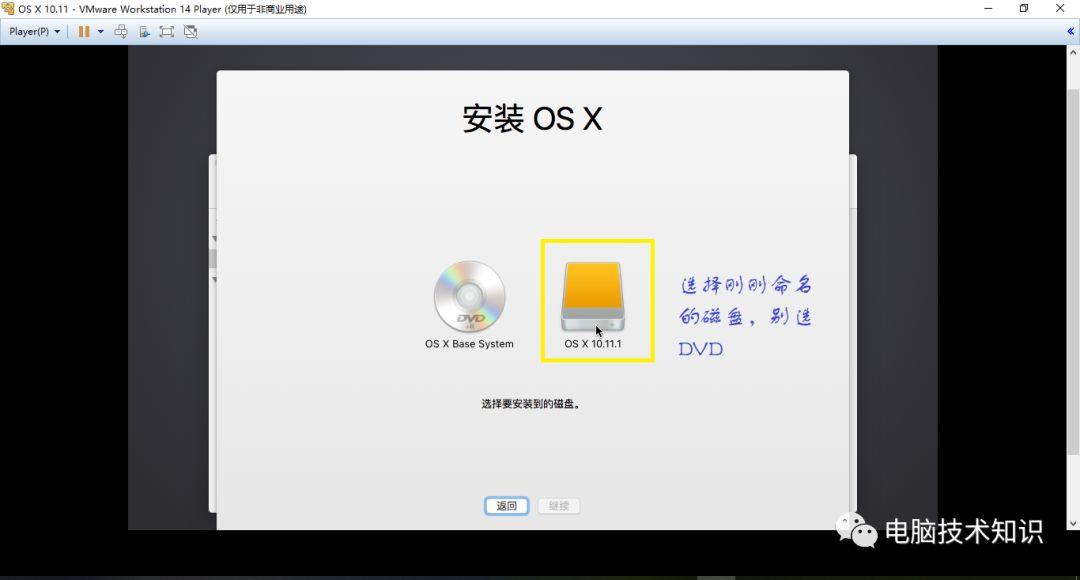 OS X 10.11 - VMware Workstation 14 Player (仅用于非商业用途)
Player(P)
安装 OS X
DVD
OS X Base System
OS X 10.11.1
选择刚刚命名
的磁盘，别选
DVD
选择要安装到的磁盘。
返回
继续
电脑技术知识